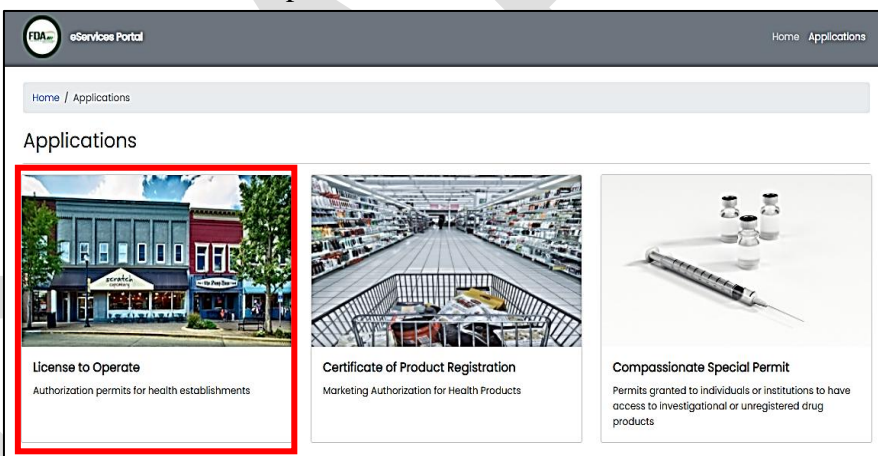 FDA
eServices Portal
Home Applications
Home / Applications
Applications
scratch
License to Operate
Authorization permits for health establishments
Certificate of Product Registration
Marketing Authorization for Health Products
Compassionate Special Permit
Permits granted to individuals or institutions to have
access to investigational or unregistered drug
products